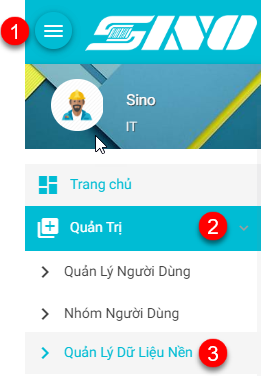 1
SINO
Sino
IT
Trang chủ
Quản Trị 2
Quản Lý Người Dùng
Nhóm Người Dùng
Quản Lý Dữ Liệu Nền 3